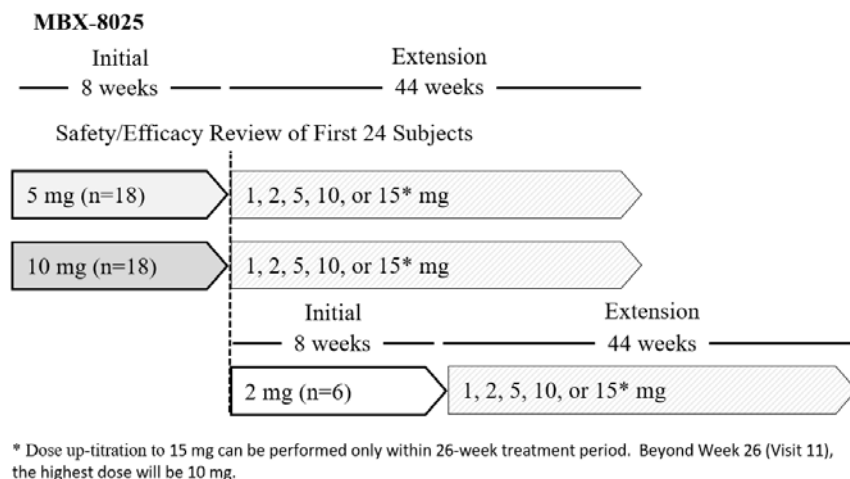 MBX-8025
Initial
Extension
8 weeks
44 weeks
Safety/Efficacy Review of First 24 Subjects
5 mg (n=18)
1, 2, 5, 10, or 15* mg
10 mg (n=18)
1, 2, 5, 10, or 15* mg
Initial
Extension
8 weeks
44 weeks
2 mg (n=6)
1, 2, 5, 10, or 15* mg
* Dose up-titration to 15 mg can be performed only within 26-week treatment period.  Beyond Week 26 (Visit 11),
the highest dose will be 10 mg.